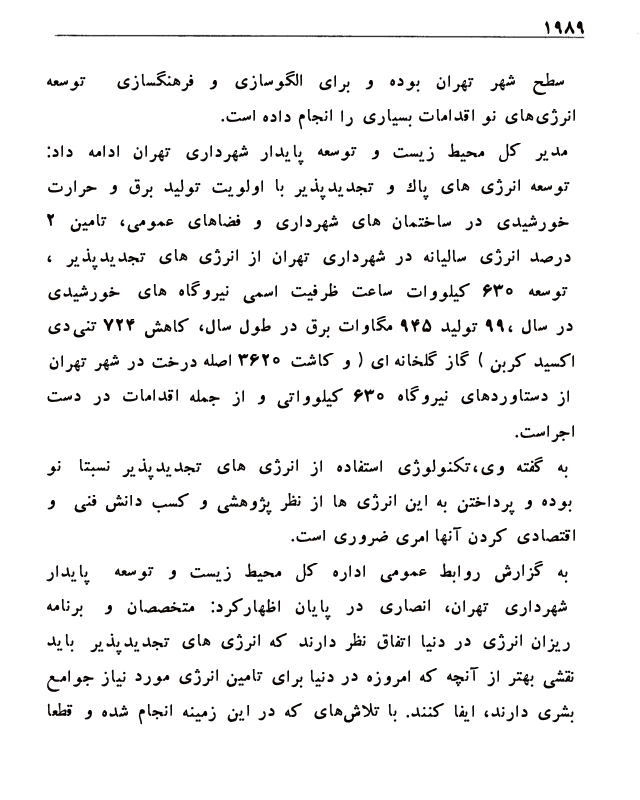 ۱۹۸۹
سطح شهر تهران بوده و برای الگوسازی و فرهنگسازی توسعه
انرژی‌های نو اقدامات بسیاری را انجام داده است.
مدیر کل محیط زیست و توسعه پایدار شهرداری تهران ادامه داد:
توسعه انرژی های پاك و تجدیدپذیر با اولویت تولید برق و حرارت
خورشیدی در ساختمان های شهرداری و فضاهای عمومی، تامین ۲
درصد انرژی سالیانه در شهرداری تهران از انرژی های تجدیدپذیر ،
توسعه ۶۳۰ کیلووات ساعت ظرفیت اسمی نیروگاه های خورشیدی
در سال ،۹۹ تولید ۹۴۵ مگاوات برق در طول سال، کاهش ۷۲۴ تنی‌دی
اکسید کربن ) گاز گلخانه ای ( و کاشت ۳۶۲۰ اصله درخت در شهر تهران
از دستاوردهای نیروگاه ۶۳۰ کیلوواتی و از جمله اقدامات در دست
اجراست.
به گفته وی،تکنولوژی استفاده از انرژی های تجدیدپذیر نسبتا نو
بوده و پرداختن به این انرژی ها از نظر پژوهشی و کسب دانش فنی و
اقتصادی کردن آنها امری ضروری است.
به گزارش روابط عمومی اداره کل محیط زیست و توسعه پایدار
شهرداری تهران، انصاری در پایان اظهارکرد: متخصصان و برنامه
ریزان انرژی در دنیا اتفاق نظر دارند که انرژی های تجدیدپذیر باید
نقشی بهتر از آنچه که امروزه در دنیا برای تامین انرژی مورد نیاز جوامع
بشری دارند، ایفا کنند. با تلاش‌های که در این زمینه انجام شده و قطعا